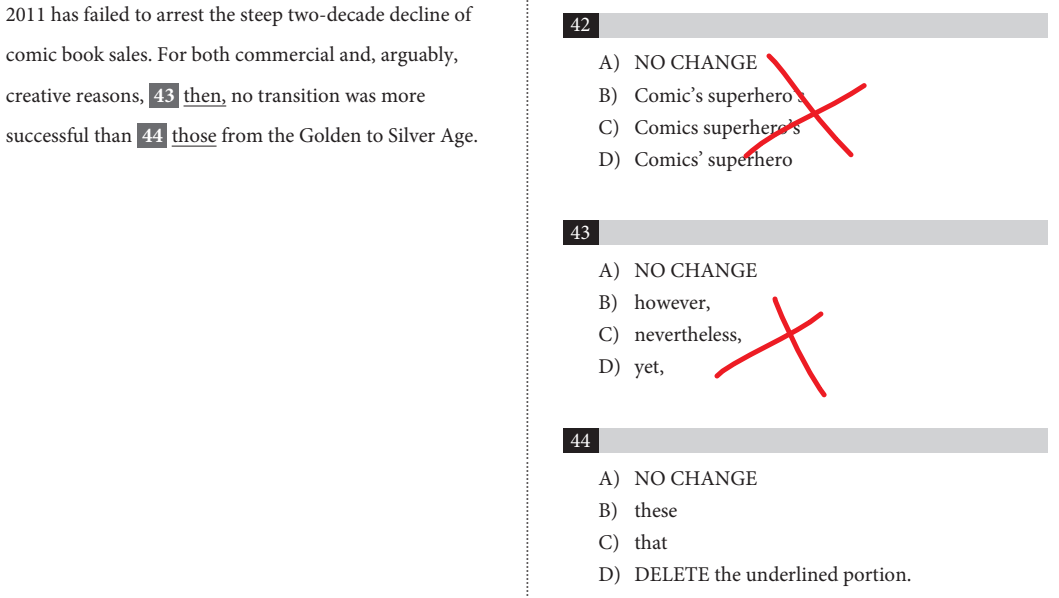 2011 has failed to arrest the steep two-decade decline of
comic book sales. For both commercial and, arguably,
creative reasons, 43 then, no transition was more
successful than 44 those from the Golden to Silver Age.
42
A) NO CHANGE
B) Comic’s superhero’s
C) Comics superhero’s
D) Comics’ superhero
43
A) NO CHANGE
B) however,
C) nevertheless,
D) yet,
44
A) NO CHANGE
B) these
C) that
D) DELETE the underlined portion.